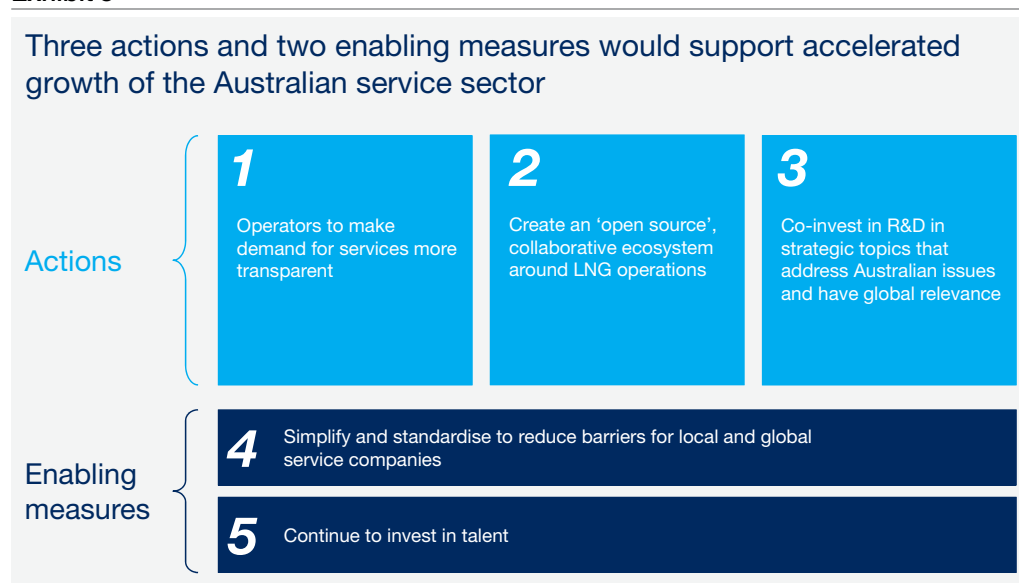 Three actions and two enabling measures would support accelerated
growth of the Australian service sector
Actions
1
Operators to make
demand for services more
transparent
2
Create an ‘open source’,
collaborative ecosystem
around LNG operations
3
Co-invest in R&D in
strategic topics that
address Australian issues
and have global relevance
Enabling
measures
4
Simplify and standardise to reduce barriers for local and global
service companies
5
Continue to invest in talent